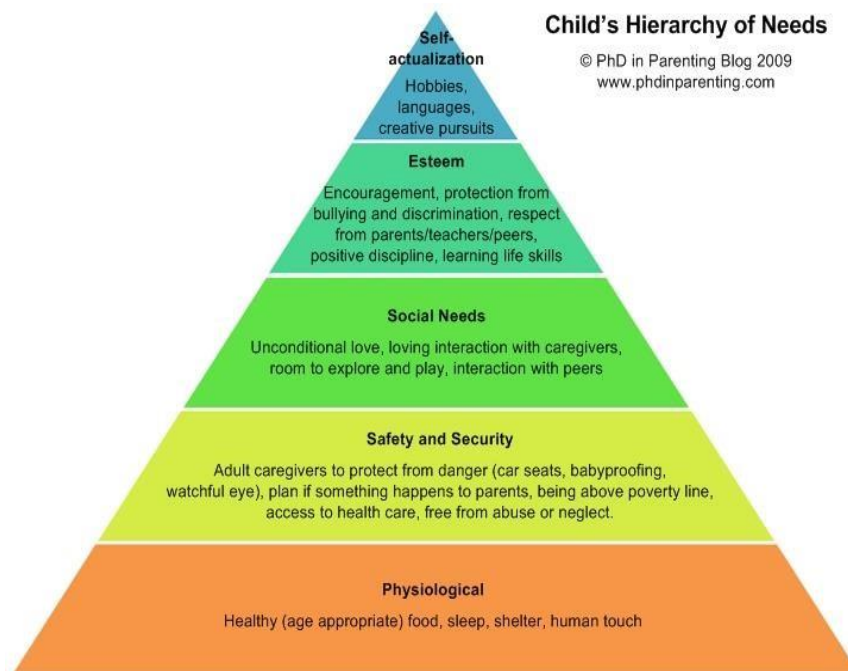 Child's Hierarchy of Needs
© PhD in Parenting Blog 2009
www.phdinparenting.com
Self-
actualization
Hobbies,
languages,
creative pursuits
Esteem
Encouragement, protection from
bullying and discrimination, respect
from parents/teachers/peers,
positive discipline, learning life skills
Social Needs
Unconditional love, loving interaction with caregivers,
room to explore and play, interaction with peers
Safety and Security
Adult caregivers to protect from danger (car seats, babyproofing,
watchful eye), plan if something happens to parents, being above poverty line,
access to health care, free from abuse or neglect.
Physiological
Healthy (age appropriate) food, sleep, shelter, human touch